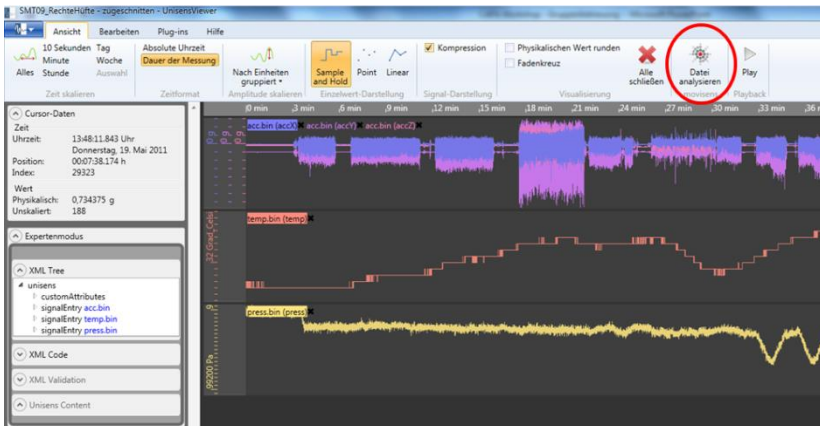 SMT09_RechteHüfte - zugeschnitten - UnisensViewer
Ansicht Bearbeiten Plug-ins Hilfe
Alles
10 Sekunden Tag
Minute Woche
Stunde Auswahl
Zeit skalieren
Absolute Uhrzeit
Dauer der Messung
Zeitformat
Nach Einheiten
gruppiert
Amplitude skalieren
Sample
and Hold
Point Linear
Einzelwert-Darstellung
Kompression
Signal-Darstellung
Physikalischen Wert runden
Fadenkreuz
Alle
schließen
Visualisierung
Datei
analysieren
movisens
Play
Playback
Cursor-Daten
Zeit
Uhrzeit: 13:48:11.843 Uhr
Donnerstag, 19. Mai 2011
Position: 00:07:38.174 h
Index: 29323
Wert
Physikalisch: 0,734375 g
Unskaliert: 188
Expertenmodus
XML Tree
unisens
customAttributes
signalEntry acc.bin
signalEntry temp.bin
signalEntry press.bin
XML Code
XML Validation
Unisens Content
0 min 3 min 6 min 9 min 12 min 15 min 18 min 21 min 24 min 27 min 30 min 33 min 36
acc.bin (accX) acc.bin (accY) acc.bin (accZ)
temp.bin (temp)
32 Grad_Celsi
press.bin (press)
99200 Pa